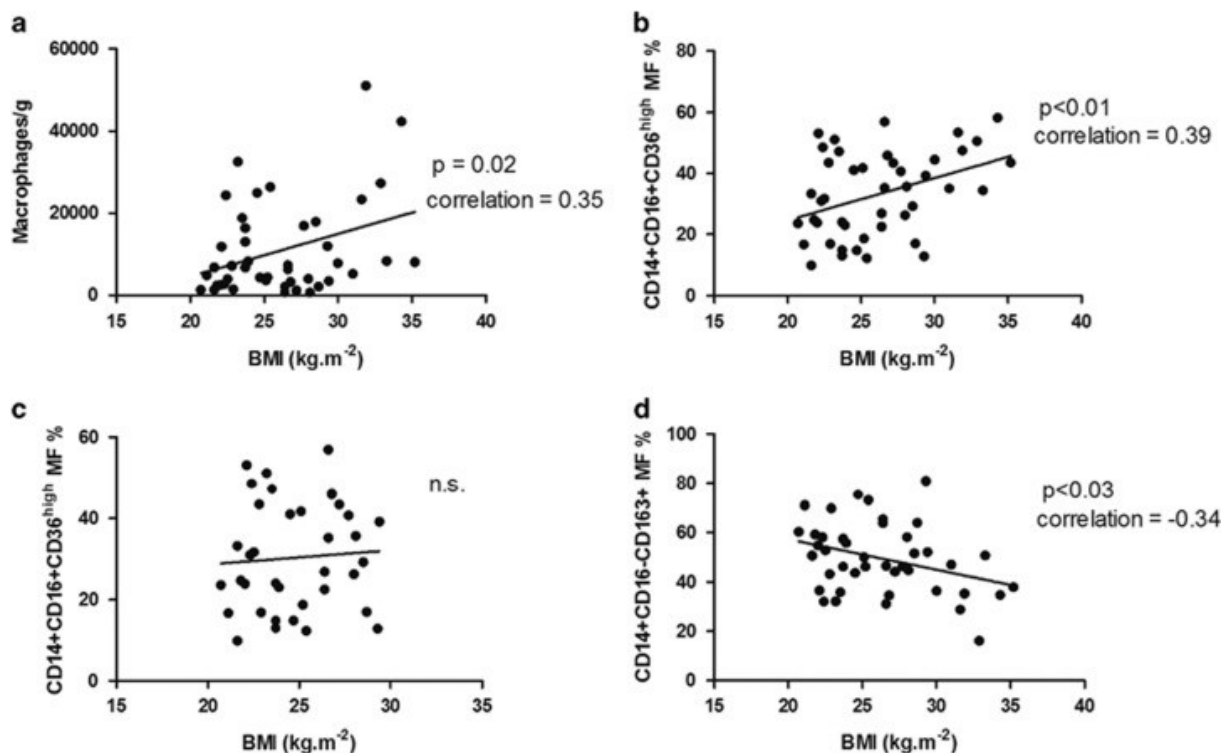 a
Macrophages/g
60000
40000
20000
0
15 20 25 30 35 40
BMI (kg.m⁻²)
p = 0.02
correlation = 0.35
b
CD14+CD16+CD36ʰⁱᵍʰ MF %
80
60
40
20
0
15 20 25 30 35 40
BMI (kg.m⁻²)
p<0.01
correlation = 0.39
c
CD14+CD16+CD36ʰⁱᵍʰ MF %
60
40
20
0
15 20 25 30 35
BMI (kg.m⁻²)
n.s.
d
CD14+CD16-CD163+ MF %
100
80
60
40
20
0
15 20 25 30 35 40
BMI (kg.m⁻²)
p<0.03
correlation = -0.34